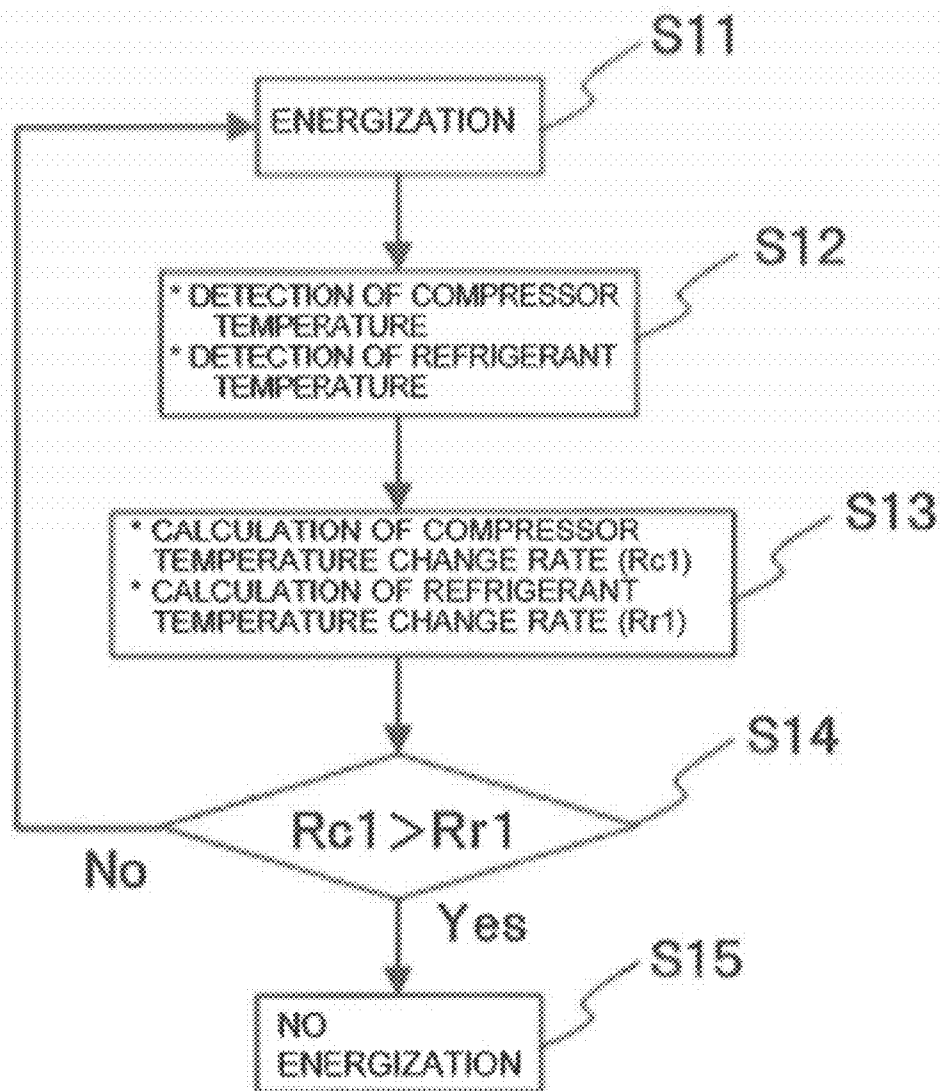 S11
ENERGIZATION
S12
* DETECTION OF COMPRESSOR
TEMPERATURE
* DETECTION OF REFRIGERANT
TEMPERATURE
S13
* CALCULATION OF COMPRESSOR
TEMPERATURE CHANGE RATE (Rc1)
* CALCULATION OF REFRIGERANT
TEMPERATURE CHANGE RATE (Rr1)
S14
Rc1>Rr1
No
Yes
S15
NO
ENERGIZATION